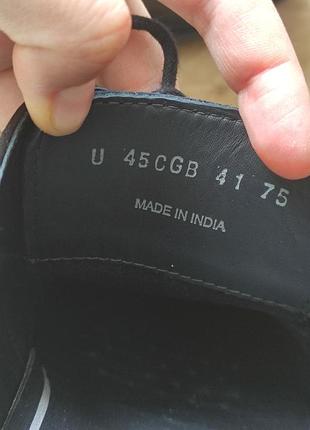 U 45CGB 41 75
MADE IN INDIA